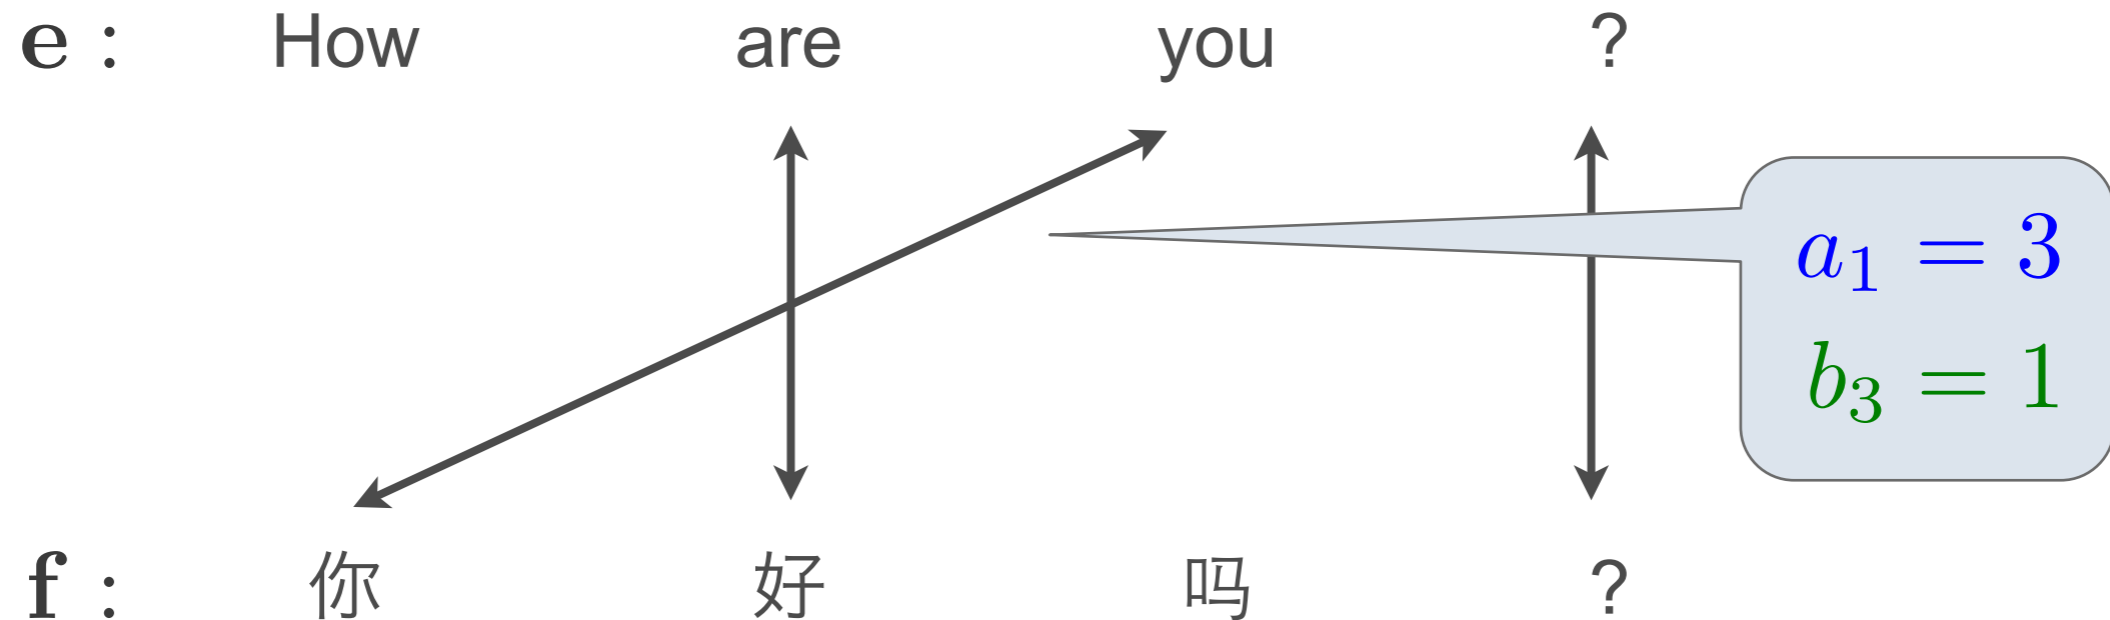 e : How are you ?
a₁ = 3
b₃ = 1
f : 你 好 吗 ?